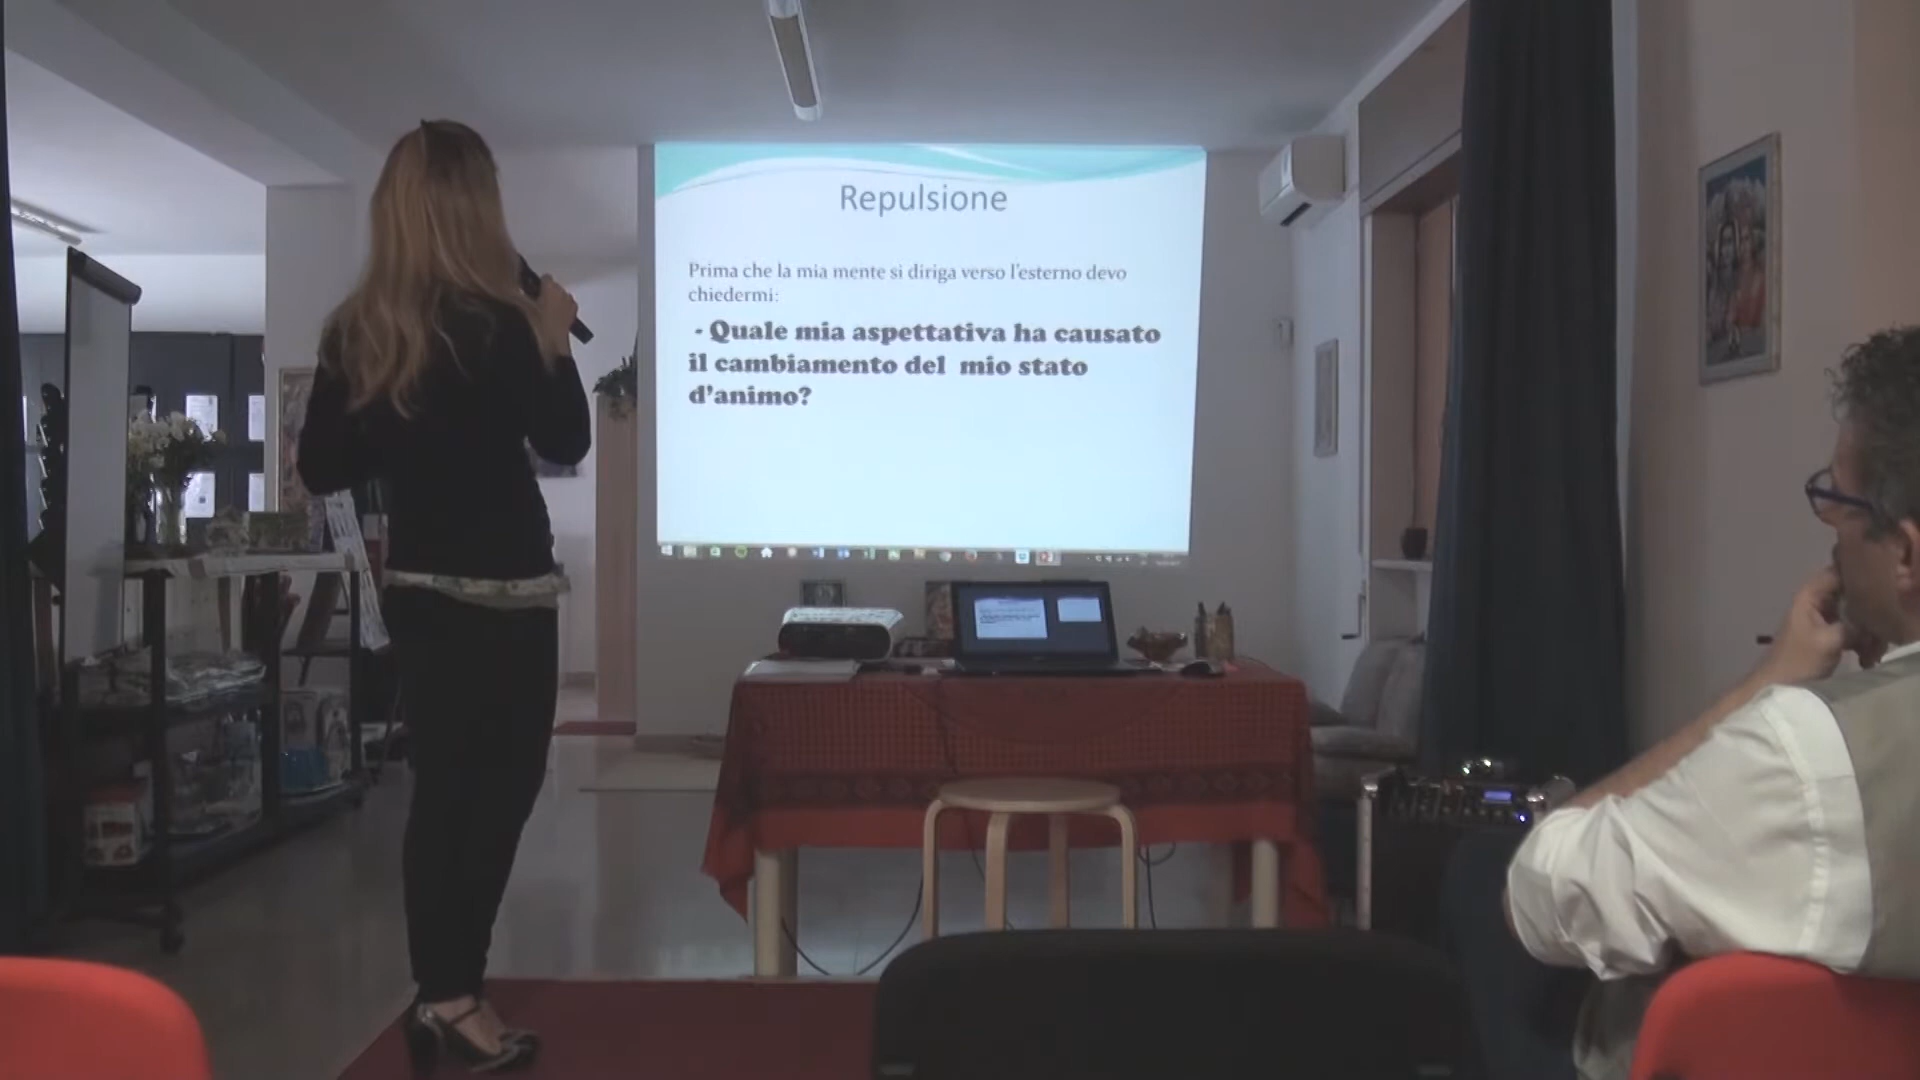 Repulsione
Prima che la mia mente si diriga verso l'esterno devo
chiedermi:
- Quale mia aspettativa ha causato
il cambiamento del mio stato
d'animo?